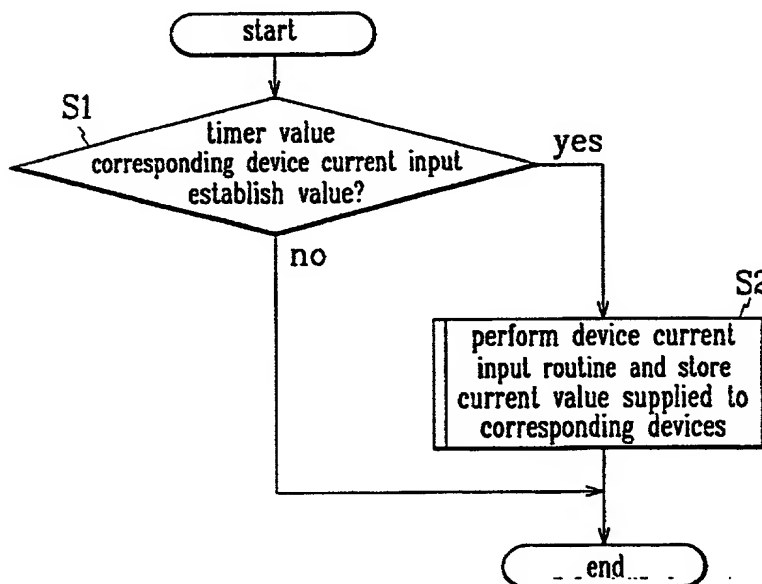 start
S1
timer value
corresponding device current input
establish value?
yes
no
S2
perform device current
input routine and store
current value supplied to
corresponding devices
end